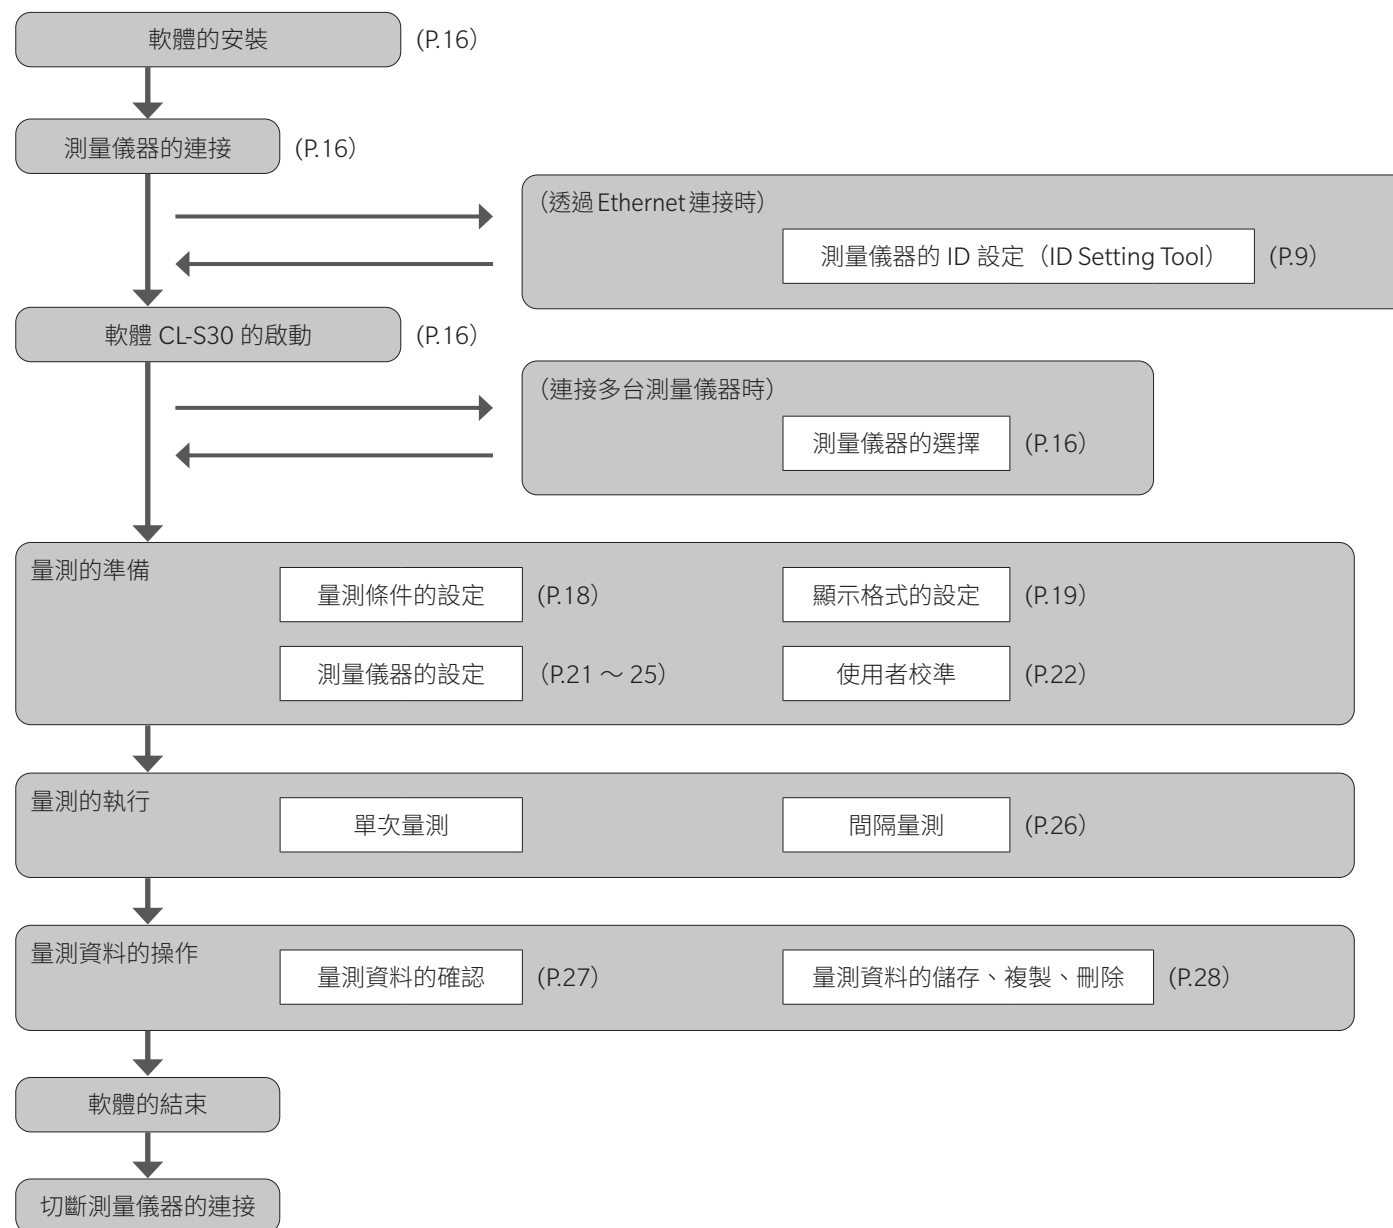 軟體的安裝 (P.16)
測量儀器的連接 (P.16)
（透過 Ethernet 連接時）
測量儀器的 ID 設定（ID Setting Tool） (P.9)
軟體 CL-S30 的啟動 (P.16)
（連接多台測量儀器時）
測量儀器的選擇 (P.16)
量測的準備
量測條件的設定 (P.18) 顯示格式的設定 (P.19)
測量儀器的設定 (P.21 ～ 25) 使用者校準 (P.22)
量測的執行
單次量測 間隔量測 (P.26)
量測資料的操作
量測資料的確認 (P.27) 量測資料的儲存、複製、刪除 (P.28)
軟體的結束
切斷測量儀器的連接